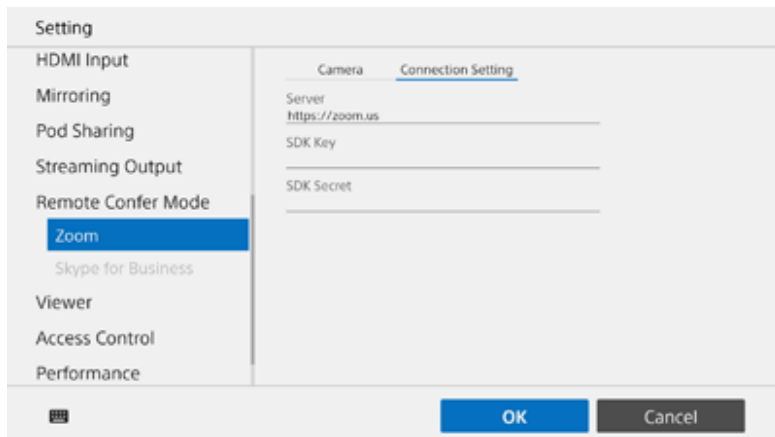 Setting
HDMI Input
Mirroring
Pod Sharing
Streaming Output
Remote Confer Mode
Zoom
Skype for Business
Viewer
Access Control
Performance
Camera
Connection Setting
Server
https://zoom.us
SDK Key
SDK Secret
OK
Cancel